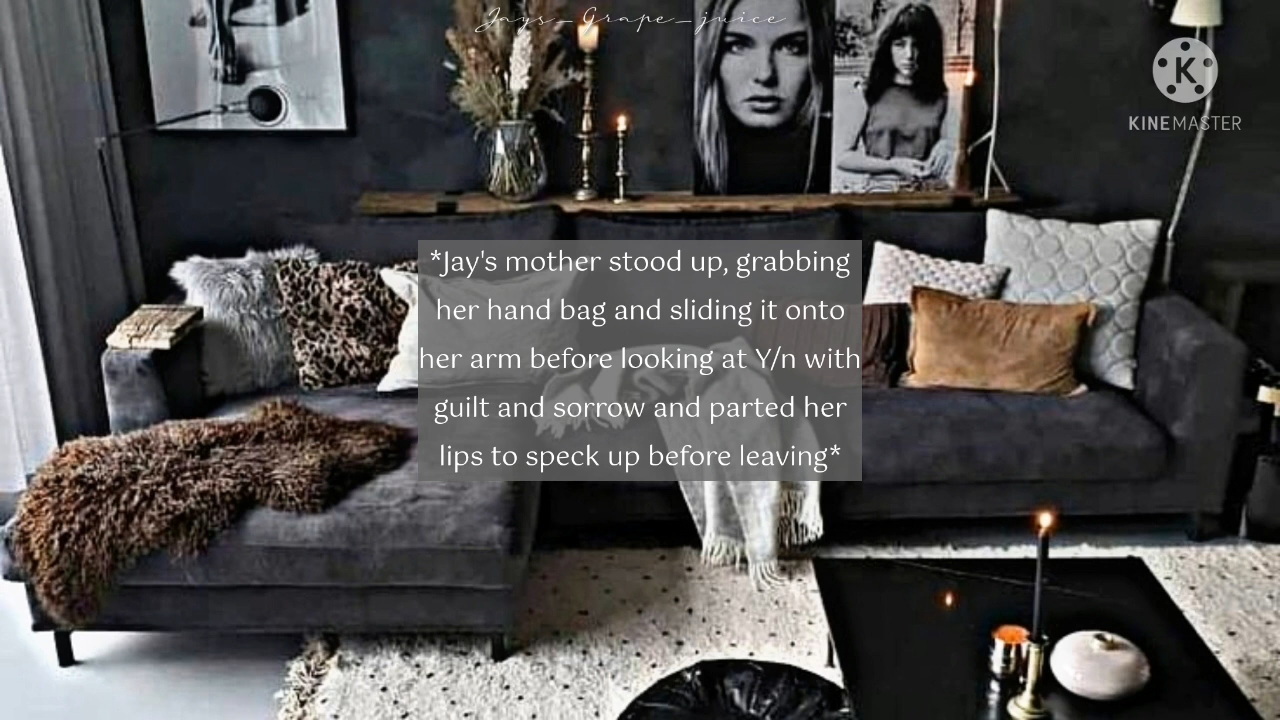 Jays_Grape_juice
K
KINEMASTER
*Jay's mother stood up, grabbing
her hand bag and sliding it onto
her arm before looking at Y/n with
guilt and sorrow and parted her
lips to speck up before leaving*